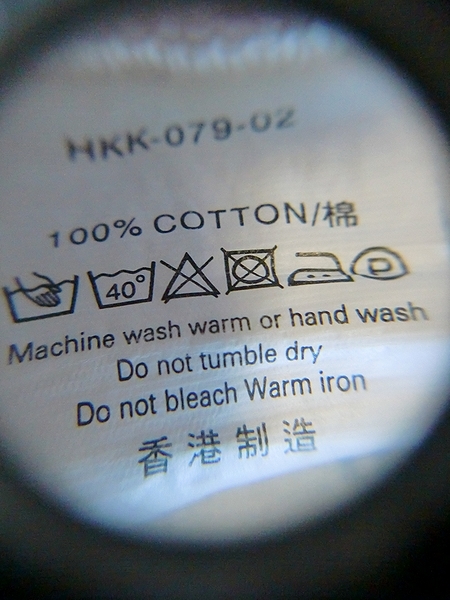 HKK-079-02
100% COTTON/棉
40°
Machine wash warm or hand wash
Do not tumble dry
Do not bleach Warm iron
香港制造